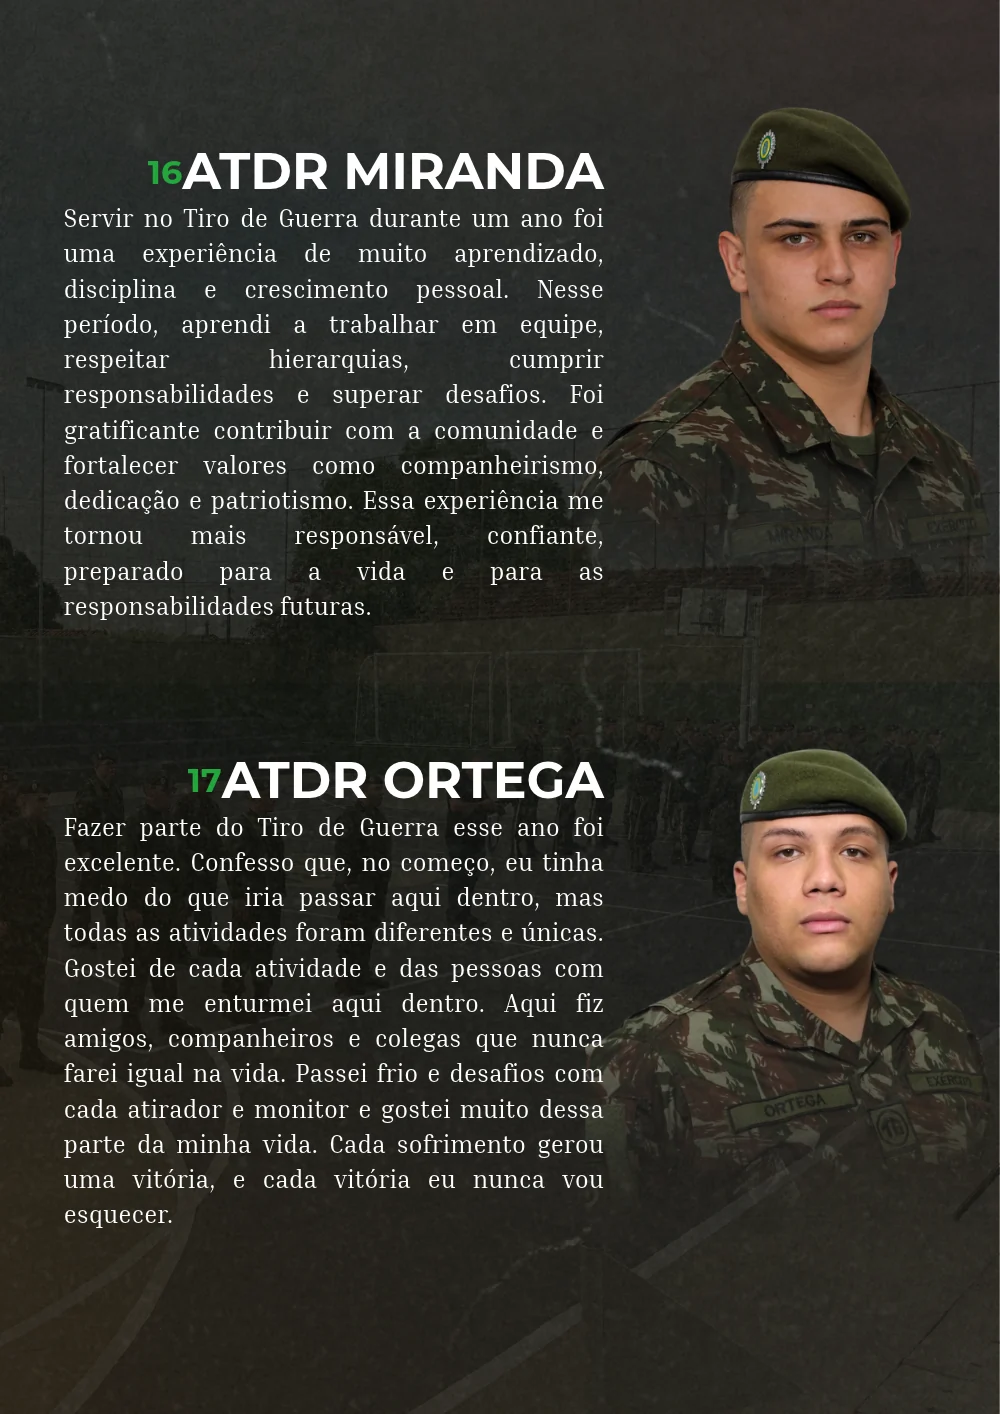 16ATDR MIRANDA
Servir no Tiro de Guerra durante um ano foi
uma experiência de muito aprendizado,
disciplina e crescimento pessoal. Nesse
período, aprendi a trabalhar em equipe,
respeitar hierarquias, cumprir
responsabilidades e superar desafios. Foi
gratificante contribuir com a comunidade e
fortalecer valores como companheirismo,
dedicação e patriotismo. Essa experiência me
tornou mais responsável, confiante,
preparado para a vida e para as
responsabilidades futuras.
MIRANDA
EXÉRCITO
17ATDR ORTEGA
Fazer parte do Tiro de Guerra esse ano foi
excelente. Confesso que, no começo, eu tinha
medo do que iria passar aqui dentro, mas
todas as atividades foram diferentes e únicas.
Gostei de cada atividade e das pessoas com
quem me enturmei aqui dentro. Aqui fiz
amigos, companheiros e colegas que nunca
farei igual na vida. Passei frio e desafios com
cada atirador e monitor e gostei muito dessa
parte da minha vida. Cada sofrimento gerou
uma vitória, e cada vitória eu nunca vou
esquecer.
ORTEGA
EXÉRCITO